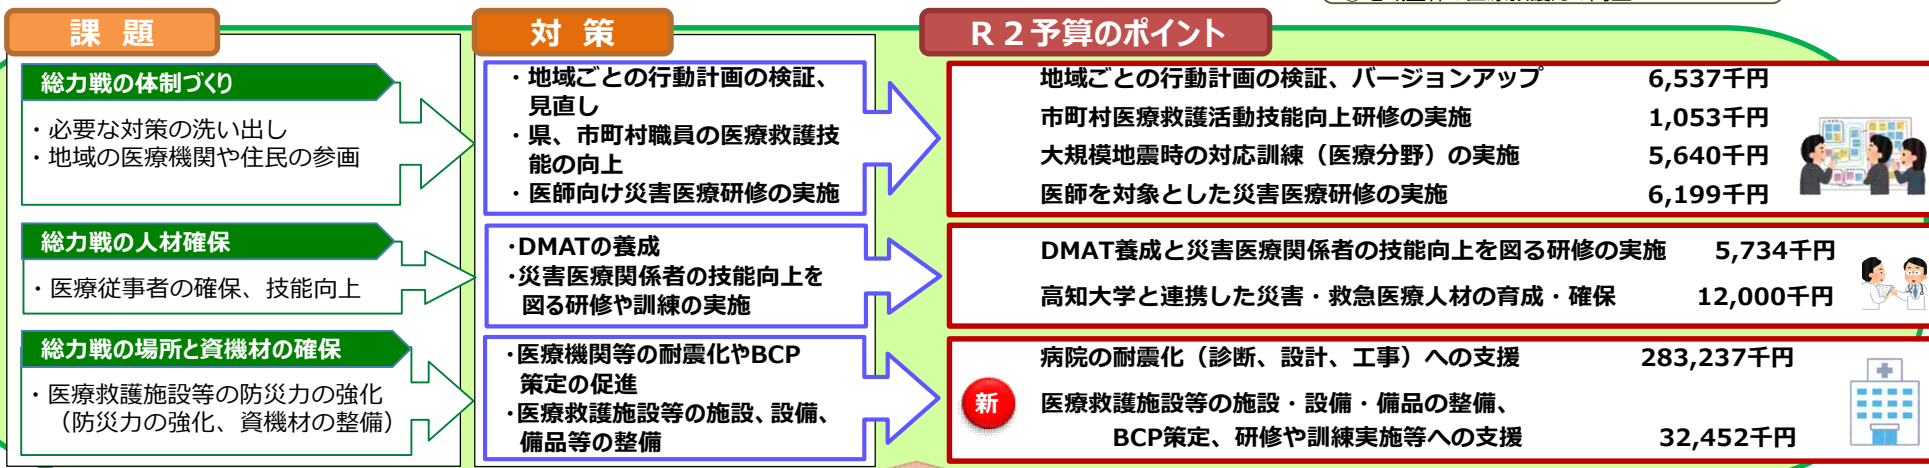 課 題
総力戦の体制づくり
・必要な対策の洗い出し
・地域の医療機関や住民の参画
総力戦の人材確保
・医療従事者の確保、技能向上
総力戦の場所と資機材の確保
・医療救護施設等の防災力の強化
（防災力の強化、資機材の整備）
対 策
・地域ごとの行動計画の検証、
見直し
・県、市町村職員の医療救護技
能の向上
・医師向け災害医療研修の実施
・DMATの養成
・災害医療関係者の技能向上を
図る研修や訓練の実施
・医療機関等の耐震化やBCP
策定の促進
・医療救護施設等の施設、設備、
備品等の整備
Ｒ２予算のポイント
地域ごとの行動計画の検証、バージョンアップ 6,537千円
市町村医療救護活動技能向上研修の実施 1,053千円
大規模地震時の対応訓練（医療分野）の実施 5,640千円
医師を対象とした災害医療研修の実施 6,199千円
DMAT養成と災害医療関係者の技能向上を図る研修の実施 5,734千円
高知大学と連携した災害・救急医療人材の育成・確保 12,000千円
病院の耐震化（診断、設計、工事）への支援 283,237千円
新 医療救護施設等の施設・設備・備品の整備、
BCP策定、研修や訓練実施等への支援 32,452千円